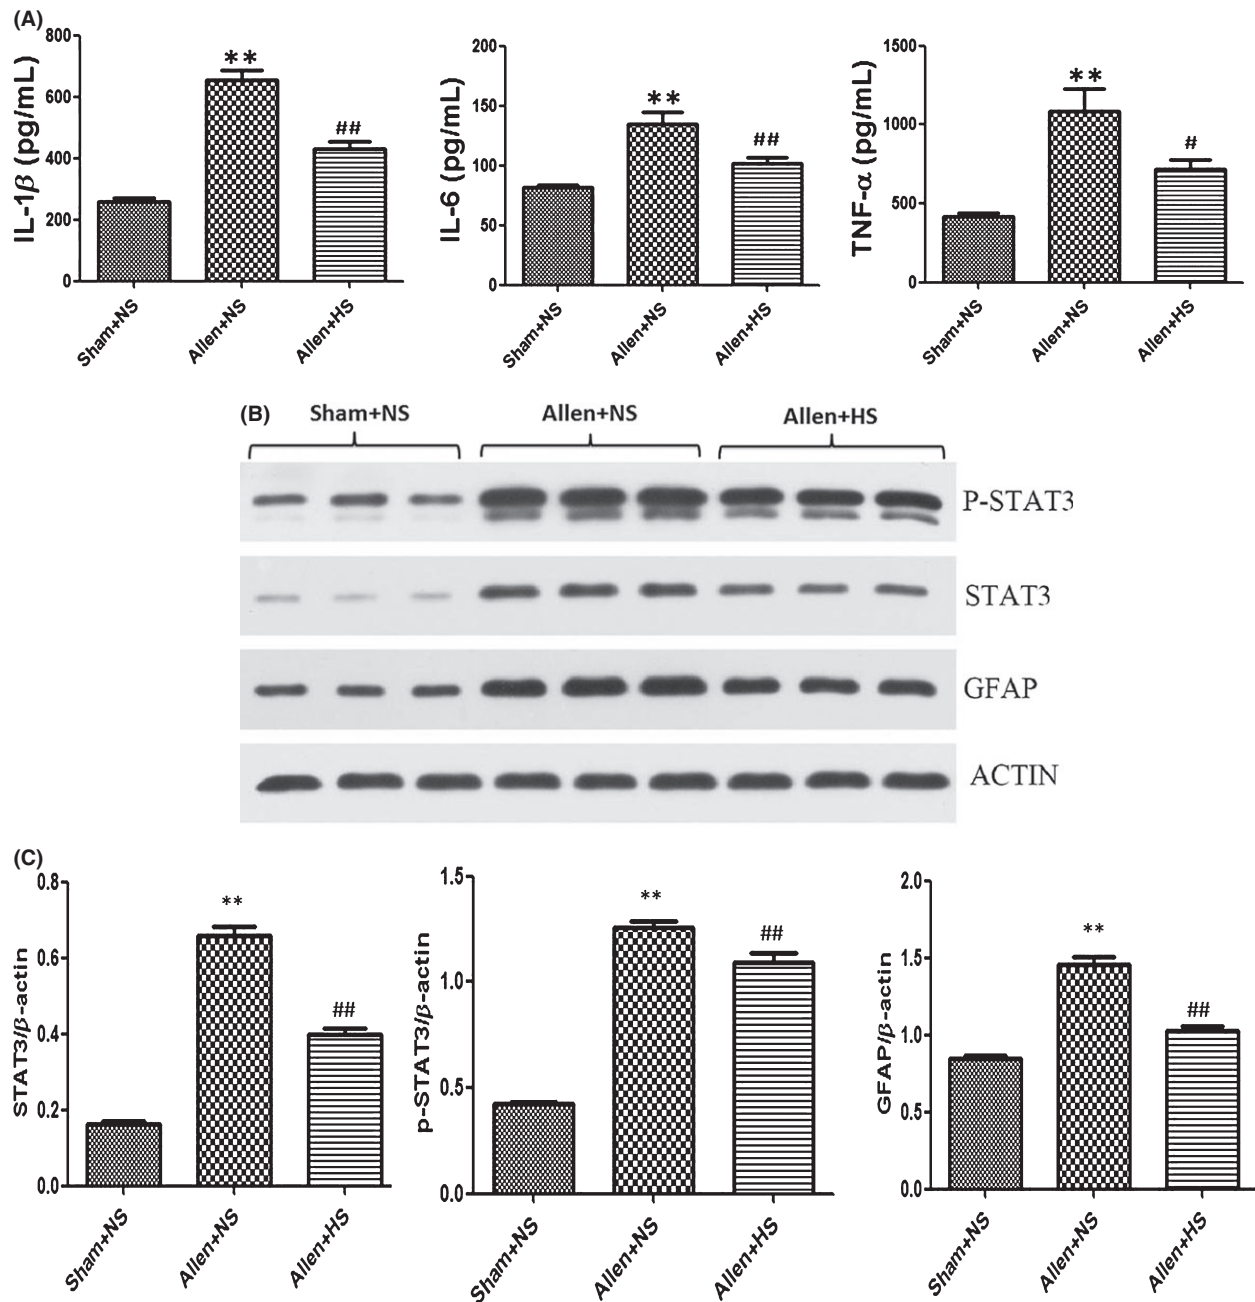 (A)
IL-1β (pg/mL)
800
600
400
200
0
**
##
Sham+NS
Allen+NS
Allen+HS
IL-6 (pg/mL)
200
150
100
50
0
**
##
Sham+NS
Allen+NS
Allen+HS
TNF-α (pg/mL)
1500
1000
500
0
**
#
Sham+NS
Allen+NS
Allen+HS
(B)
Sham+NS Allen+NS Allen+HS
P-STAT3
STAT3
GFAP
ACTIN
(C)
STAT3/β-actin
0.8
0.6
0.4
0.2
0.0
**
##
Sham+NS
Allen+NS
Allen+HS
p-STAT3/β-actin
1.5
1.0
0.5
0.0
**
##
Sham+NS
Allen+NS
Allen+HS
GFAP/β-actin
2.0
1.5
1.0
0.5
0.0
**
##
Sham+NS
Allen+NS
Allen+HS